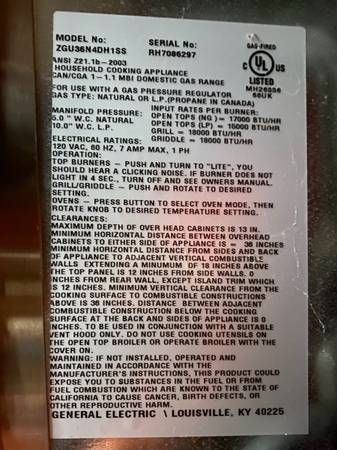 MODEL No:
ZGU36N4DH1SS
SERIAL No:
RH7086297
GAS-FIRED
C UL US
LISTED
MH26836
66UK
ANSI Z21.1b-2003
HOUSEHOLD COOKING APPLIANCE
CAN/CGA 1-1.1 MBI DOMESTIC GAS RANGE
FOR USE WITH A GAS PRESSURE REGULATOR
GAS TYPE: NATURAL OR L.P.(PROPANE IN CANADA)
MANIFOLD PRESSURE:
5.0 "W.C. NATURAL
10.0"W.C. L.P.
INPUT RATES PER BURNER:
OPEN TOPS (NG) = 17000 BTU/HR
OPEN TOPS (LP) = 15000 BTU/HR
GRILL = 18000 BTU/HR
GRIDDLE = 18000 BTU/HR
ELECTRICAL RATINGS:
120 VAC, 60 HZ, 7 AMP MAX, 1 PH
OPERATION:
TOP BURNERS - PUSH AND TURN TO "LITE", YOU
SHOULD HEAR A CLICKING NOISE. IF BURNER DOES NOT
LIGHT IN 4 SEC., TURN OFF AND SEE OWNERS MANUAL.
GRILL/GRIDDLE - PUSH AND ROTATE TO DESIRED
SETTING.
OVENS - PRESS BUTTON TO SELECT OVEN MODE, THEN
ROTATE KNOB TO DESIRED TEMPERATURE SETTING.
CLEARANCES:
MAXIMUM DEPTH OF OVER HEAD CABINETS IS 13 IN.
MINIMUM HORIZONTAL DISTANCE BETWEEN OVERHEAD
CABINETS TO EITHER SIDE OF APPLIANCE IS = 36 INCHES
MINIMUM HORIZONTAL DISTANCE FROM SIDES AND BACK
OF APPLIANCE TO ADJACENT VERTICAL COMBUSTIBLE
WALLS EXTENDING A MINUMUM OF 18 INCHES ABOVE
THE TOP PANEL IS 12 INCHES FROM SIDE WALLS. 0
INCHES FROM REAR WALL, EXCEPT ISLAND TRIM WHICH
IS 12 INCHES. MINIMUM VERTICAL CLEARANCE FROM THE
COOKING SURFACE TO COMBUSTIBLE CONSTRUCTIONS
ABOVE IS 36 INCHES. DISTANCE BETWEEN ADJACENT
COMBUSTIBLE CONSTRUCTION BELOW THE COOKING
SURFACE AT THE BACK AND SIDES OF APPLIANCE IS 0
INCHES. TO BE USED IN CONJUNCTION WITH A SUITABLE
VENT HOOD ONLY. DO NOT USE COOKING UTENSILS ON
THE OPEN TOP BROILER OR OPERATE BROILER WITH THE
COVER ON.
WARNING: IF NOT INSTALLED, OPERATED AND
MAINTAINED IN ACCORDANCE WITH THE
MANUFACTURER'S INSTRUCTIONS, THIS PRODUCT COULD
EXPOSE YOU TO SUBSTANCES IN THE FUEL OR FROM
FUEL COMBUSTION WHICH ARE KNOWN TO THE STATE OF
CALIFORNIA TO CAUSE CANCER, BIRTH DEFECTS, OR
OTHER REPRODUCTIVE HARM.
GENERAL ELECTRIC \ LOUISVILLE, KY 40225